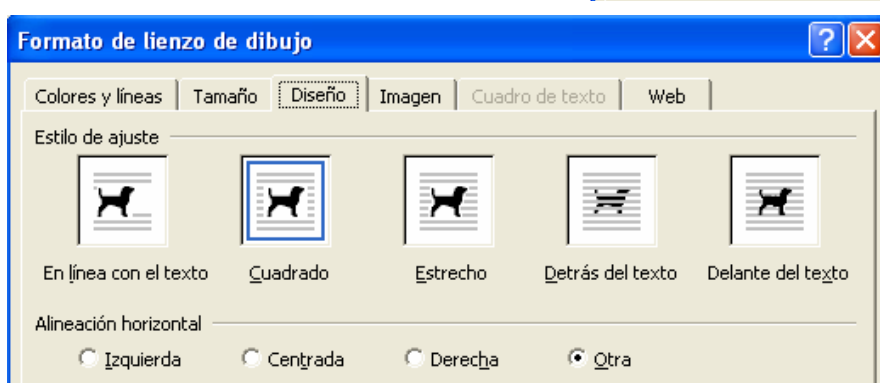 Formato de lienzo de dibujo
Colores y líneas Tamaño Diseño Imagen Cuadro de texto Web
Estilo de ajuste
En línea con el texto Cuadrado Estrecho Detrás del texto Delante del texto
Alineación horizontal
Izquierda Centrada Derecha Otra